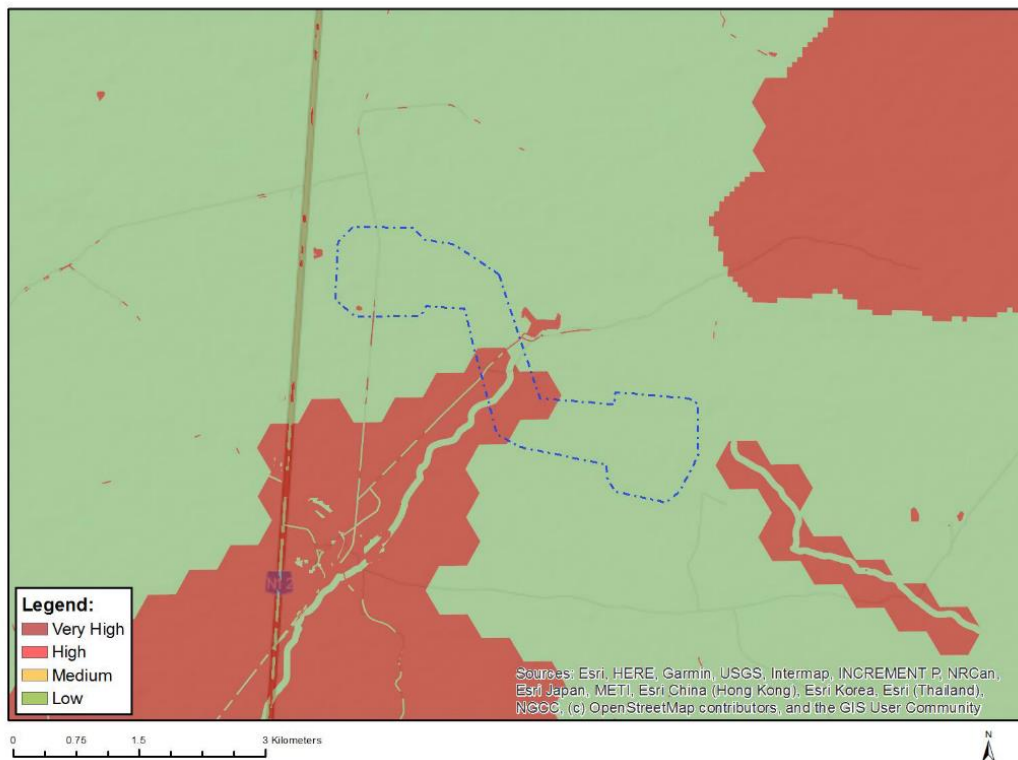 Legend:
Very High
High
Medium
Low
Sources: Esri, HERE, Garmin, USGS, Intermap, INCREMENT P, NRCan,
Esri Japan, METI, Esri China (Hong Kong), Esri Korea, Esri (Thailand),
NGCC, (c) OpenStreetMap contributors, and the GIS User Community
0 0.75 1.5 3 Kilometers
N